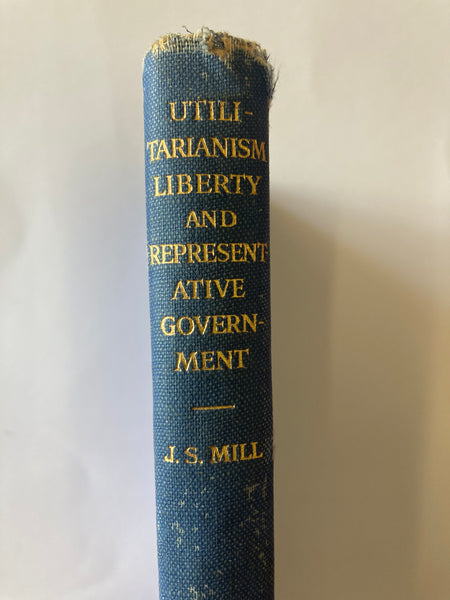 UTILI-
TARIANISM
LIBERTY
AND
REPRESENT-
ATIVE
GOVERN-
MENT
J. S. MILL